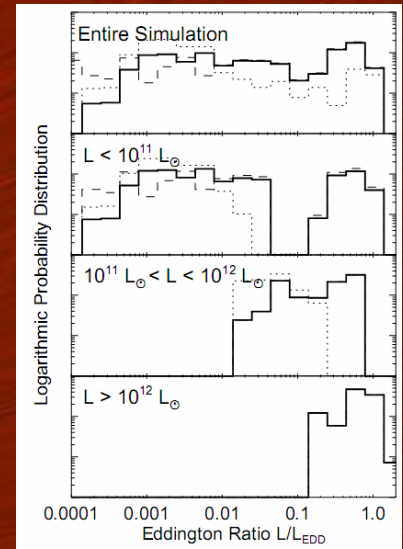 Entire Simulation
L < 10¹¹ L☉
10¹¹ L☉ < L < 10¹² L☉
L > 10¹² L☉
Logarithmic Probability Distribution
0.0001 0.001 0.01 0.1 1.0
Eddington Ratio L/L_EDD